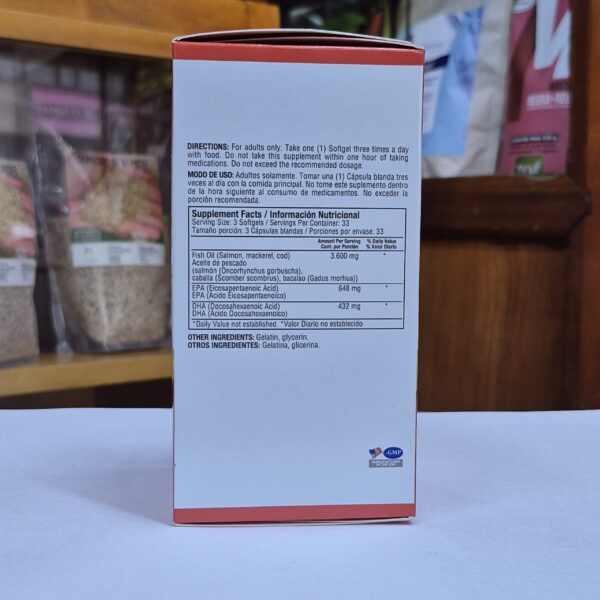 DIRECTIONS: For adults only. Take one (1) Softgel three times a day
with food. Do not take this supplement within one hour of taking
medications. Do not exceed the recommended dosage.
MODO DE USO: Adultos solamente. Tomar una (1) Cápsula blanda tres
veces al día con la comida principal. No tome este suplemento dentro
de la hora siguiente al consumo de medicamentos. No exceder la
porción recomendada.
Supplement Facts / Información Nutricional
Serving Size: 3 Softgels / Servings Per Container: 33
Tamaño porción: 3 Cápsulas blandas / Porciones por envase: 33
Amount Per Serving % Daily Value
Cant. por Porción % Valor Diario
Fish Oil (Salmon, mackerel, cod) 3.600 mg *
Aceite de pescado
(salmón (Oncorhynchus gorbuscha),
caballa (Scomber scombrus), bacalao (Gadus morhua))
EPA (Eicosapentaenoic Acid) 648 mg *
EPA (Ácido Eicosapentaenoico)
DHA (Docosahexaenoic Acid) 432 mg *
DHA (Ácido Docosahexaenoico)
*Daily Value not established. *Valor Diario no establecido
OTHER INGREDIENTS: Gelatin, glycerin.
OTROS INGREDIENTES: Gelatina, glicerina.
GMP